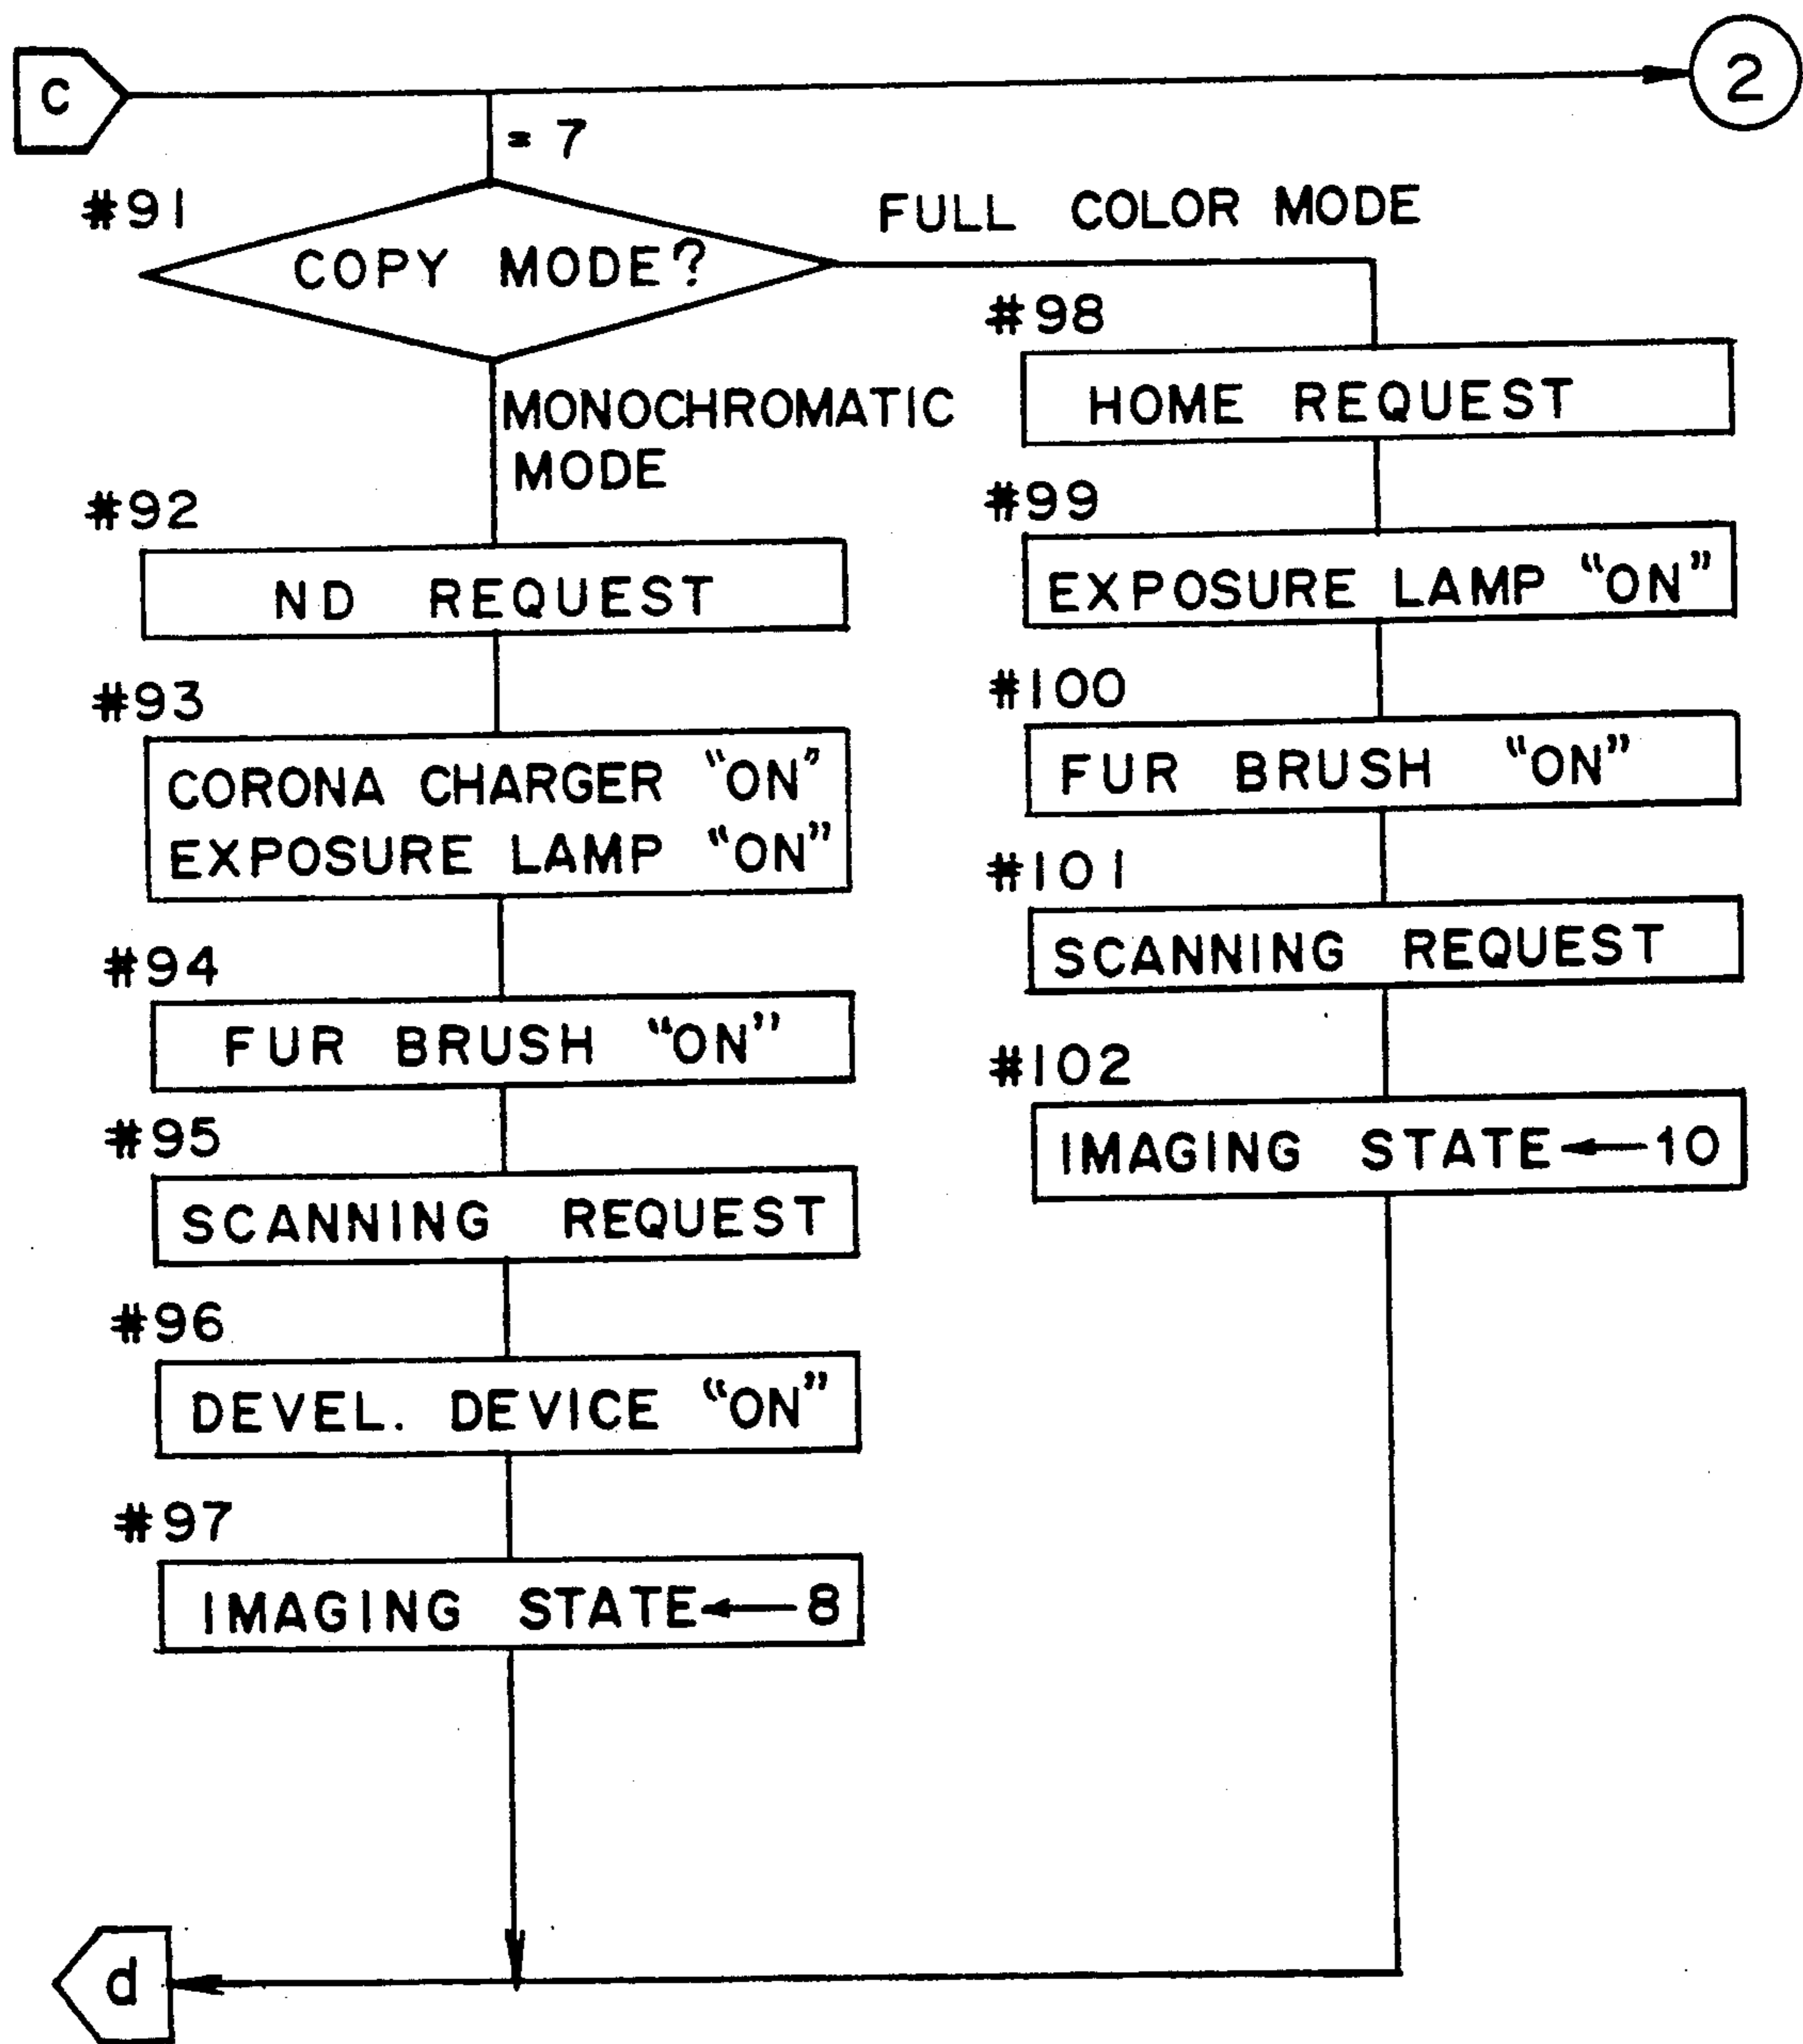 c
2
= 7
#91
COPY MODE?
FULL COLOR MODE
MONOCHROMATIC
MODE
#92
ND REQUEST
#93
CORONA CHARGER "ON"
EXPOSURE LAMP "ON"
#94
FUR BRUSH "ON"
#95
SCANNING REQUEST
#96
DEVEL. DEVICE "ON"
#97
IMAGING STATE←8
#98
HOME REQUEST
#99
EXPOSURE LAMP "ON"
#100
FUR BRUSH "ON"
#101
SCANNING REQUEST
#102
IMAGING STATE←10
d